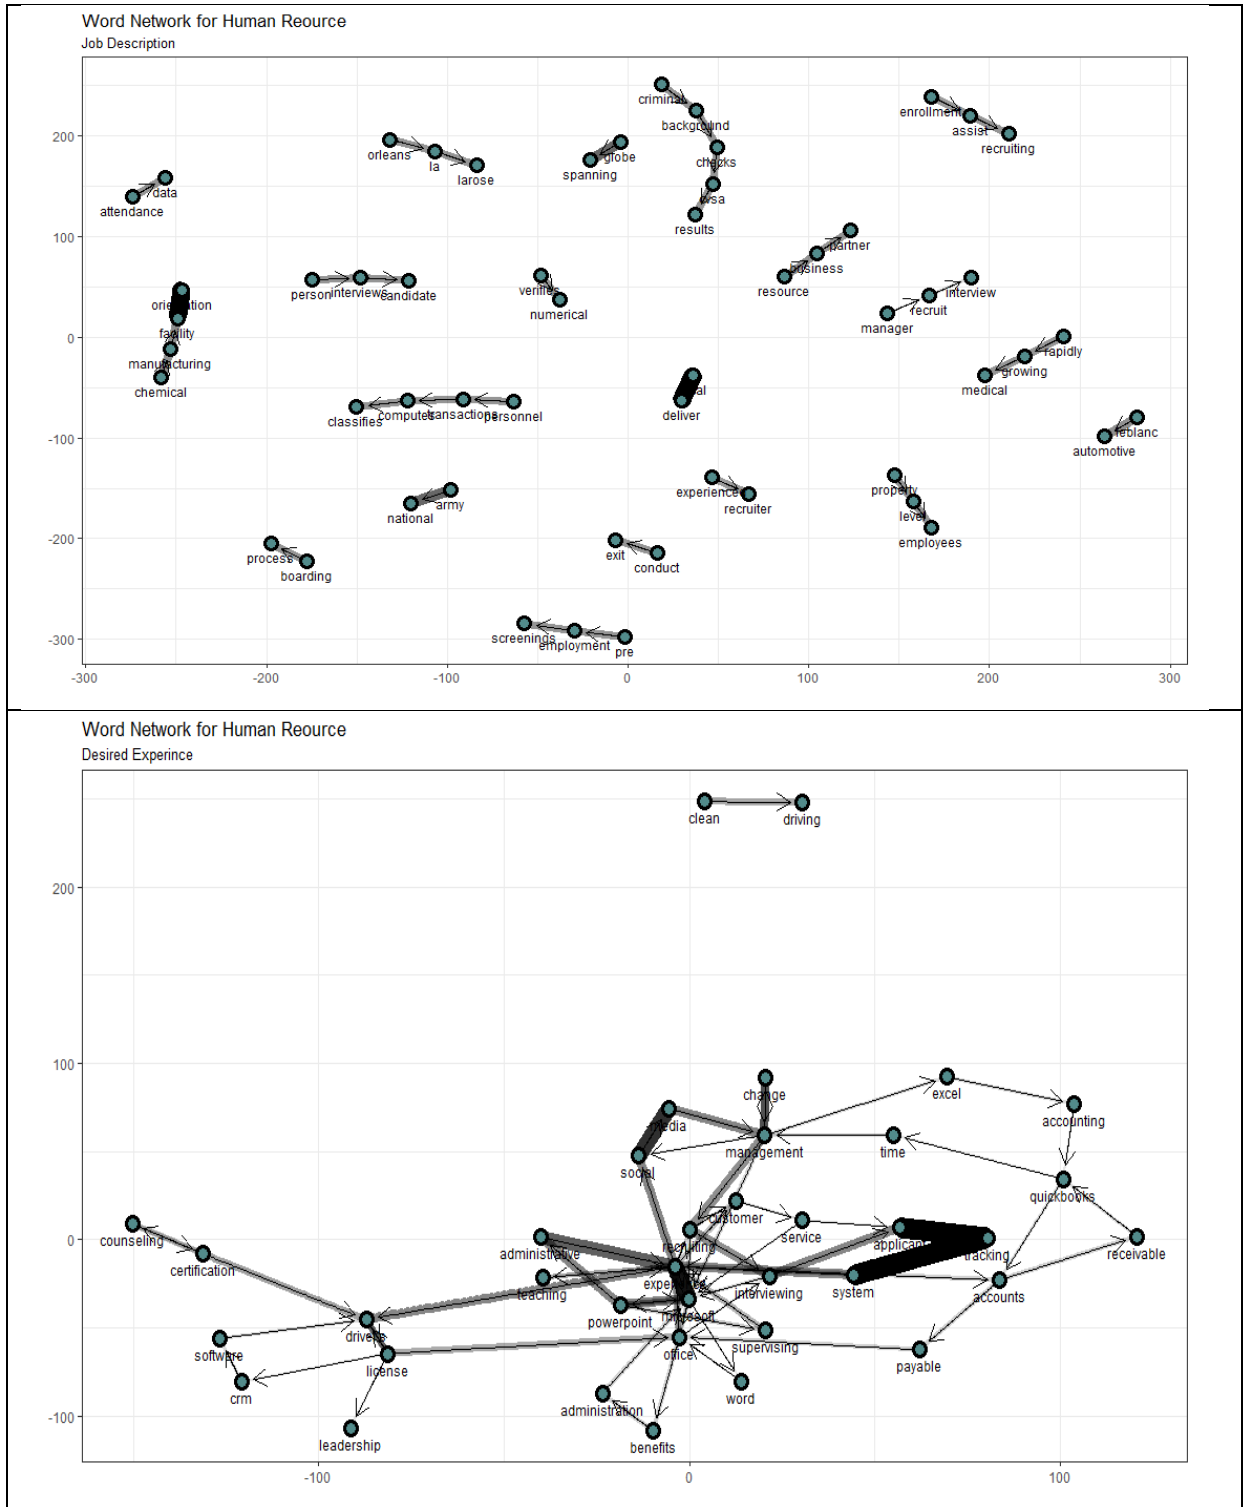 Word Network for Human Reource
Job Description
criminal
enrollment
background
assist
200
orleans
globe
recruiting
la
checks
spanning
larose
data
attendance
results
100
partner
business
person interviews candidate
resource
interview
verifies
orientation
recruit
numerical
manager
0
facility
rapidly
manufacturing
growing
chemical
medical
deliver
classifies computes transactions personnel
leblanc
-100
automotive
experience
property
army
recruiter
national
level
employees
-200
process
exit
boarding
conduct
screenings
employment
-300
pre
-300 -200 -100 0 100 200 300
Word Network for Human Reource
Desired Experince
clean driving
200
100
change
excel
media
accounting
management time
social
quickbooks
customer
counseling
service
0
administrative
recruiting
applicant tracking
receivable
certification
experience
teaching
interviewing
system
accounts
microsoft
powerpoint
drivers
supervising
software
office
payable
license
crm
word
administration
-100
leadership
benefits
-100 0 100